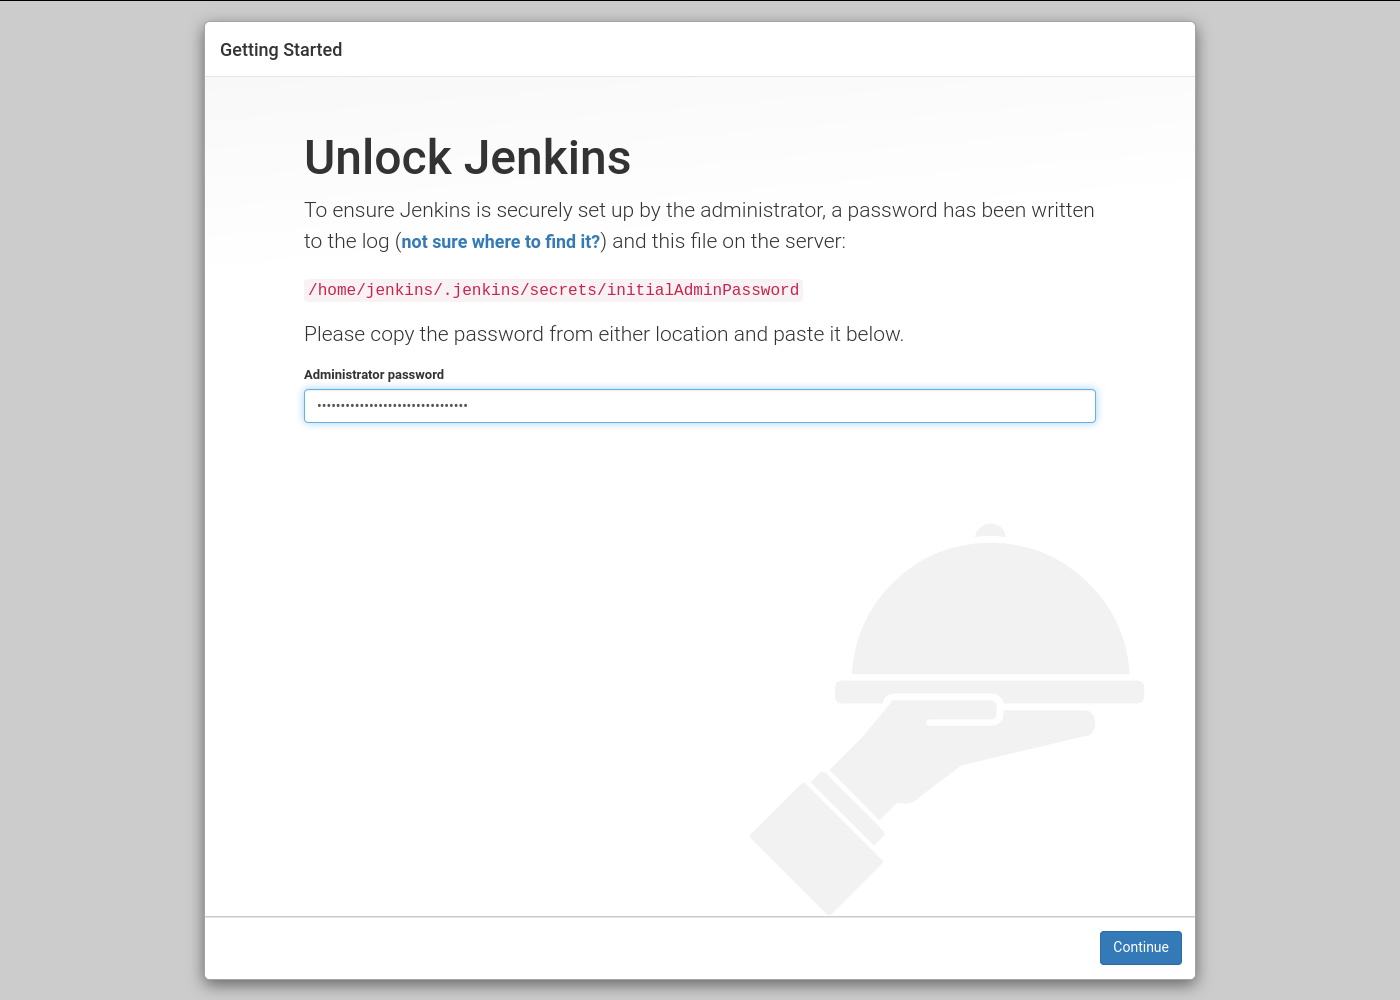 Getting Started
Unlock Jenkins
To ensure Jenkins is securely set up by the administrator, a password has been written
to the log (not sure where to find it?) and this file on the server:
/home/jenkins/.jenkins/secrets/initialAdminPassword
Please copy the password from either location and paste it below.
Administrator password
••••••••••••••••••••••••••••••••
Continue